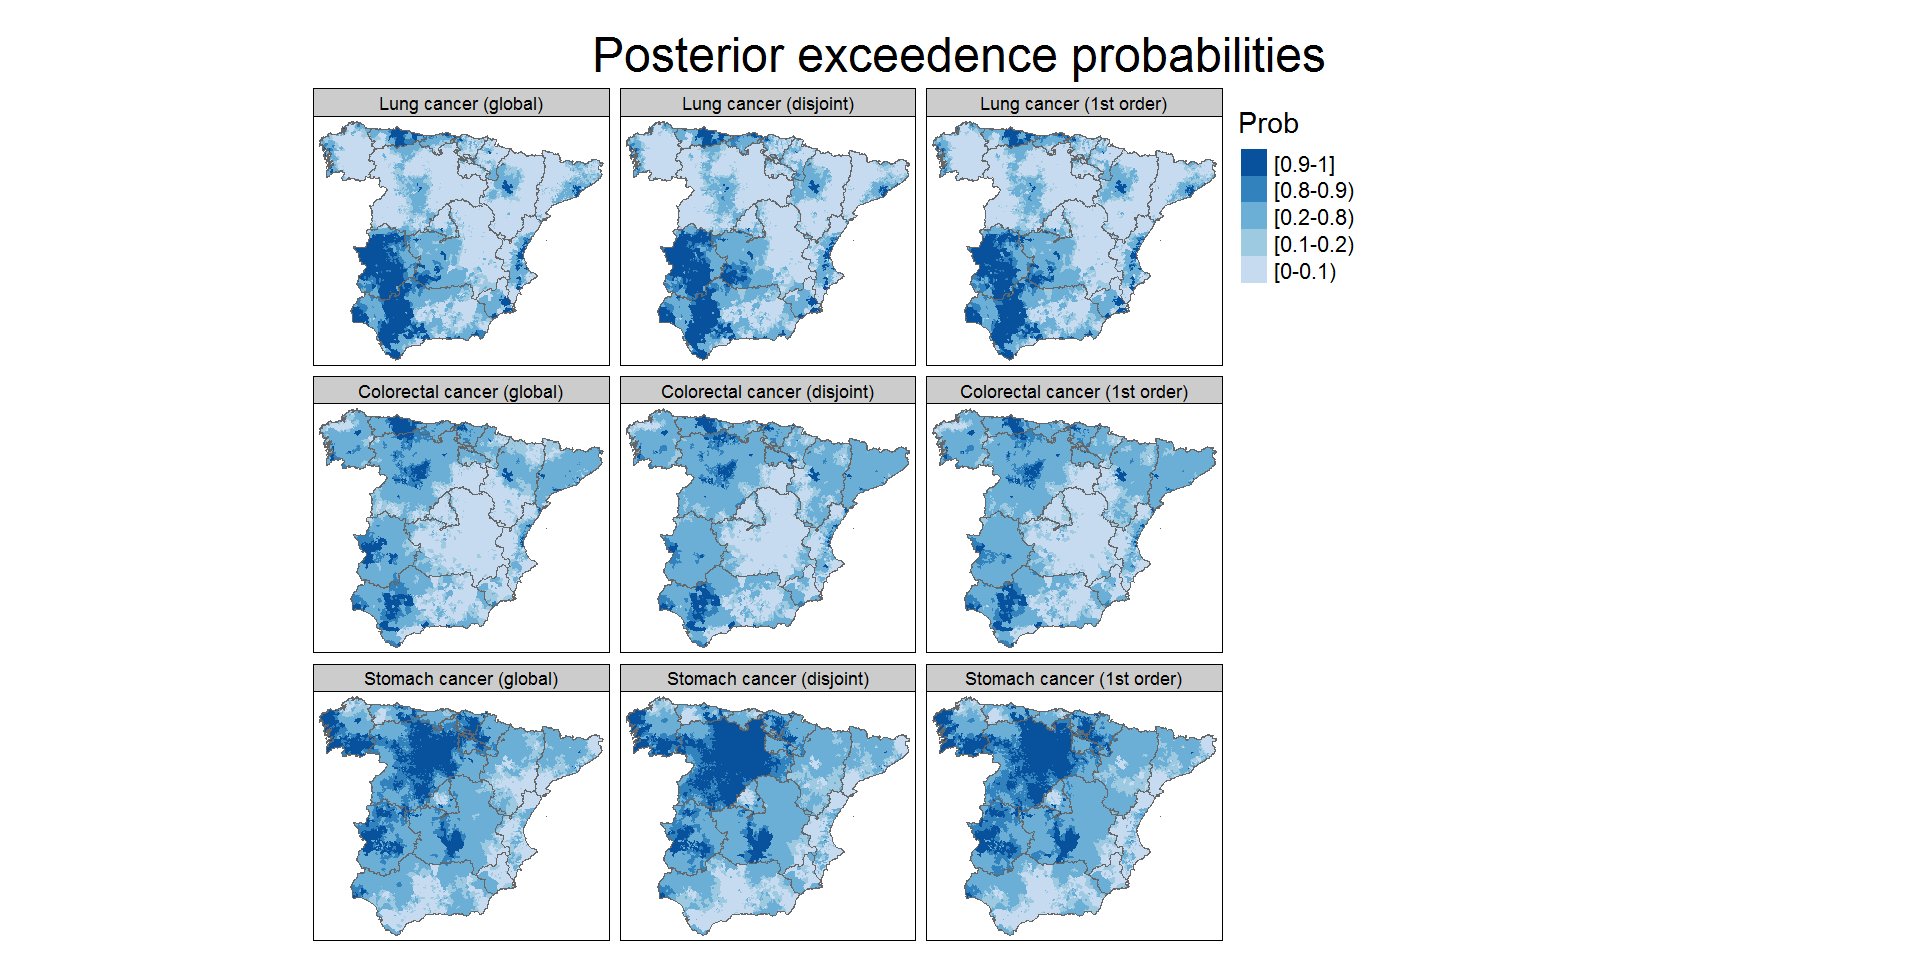 Posterior exceedence probabilities
Lung cancer (global)
Lung cancer (disjoint)
Lung cancer (1st order)
Prob
[0.9-1]
[0.8-0.9)
[0.2-0.8)
[0.1-0.2)
[0-0.1)
Colorectal cancer (global)
Colorectal cancer (disjoint)
Colorectal cancer (1st order)
Stomach cancer (global)
Stomach cancer (disjoint)
Stomach cancer (1st order)